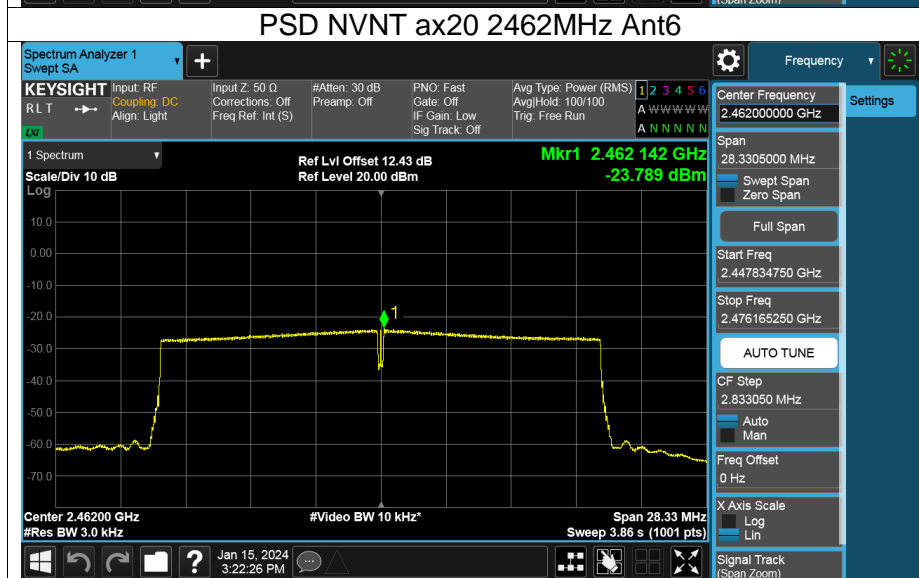 (Span Zoom)
PSD NVNT ax20 2462MHz Ant6
Spectrum Analyzer 1
Swept SA
+
Frequency
KEYSIGHT
RLT
LXI
Input: RF
Coupling: DC
Align: Light
Input Z: 50 Ω
Corrections: Off
Freq Ref: Int (S)
#Atten: 30 dB
Preamp: Off
PNO: Fast
Gate: Off
IF Gain: Low
Sig Track: Off
Avg Type: Power (RMS)
Avg|Hold: 100/100
Trig: Free Run
1 2 3 4 5 6
A W W W W W
A N N N N N
1 Spectrum
Scale/Div 10 dB
Log
Ref Lvl Offset 12.43 dB
Ref Level 20.00 dBm
Mkr1 2.462 142 GHz
-23.789 dBm
10.0
0.00
-10.0
-20.0
-30.0
-40.0
-50.0
-60.0
-70.0
1
Center 2.46200 GHz
#Res BW 3.0 kHz
#Video BW 10 kHz*
Span 28.33 MHz
Sweep 3.86 s (1001 pts)
Center Frequency
2.462000000 GHz
Span
28.3305000 MHz
Swept Span
Zero Span
Full Span
Start Freq
2.447834750 GHz
Stop Freq
2.476165250 GHz
AUTO TUNE
CF Step
2.833050 MHz
Auto
Man
Freq Offset
0 Hz
X Axis Scale
Log
Lin
Signal Track
(Span Zoom)
Settings
?
Jan 15, 2024
3:22:26 PM